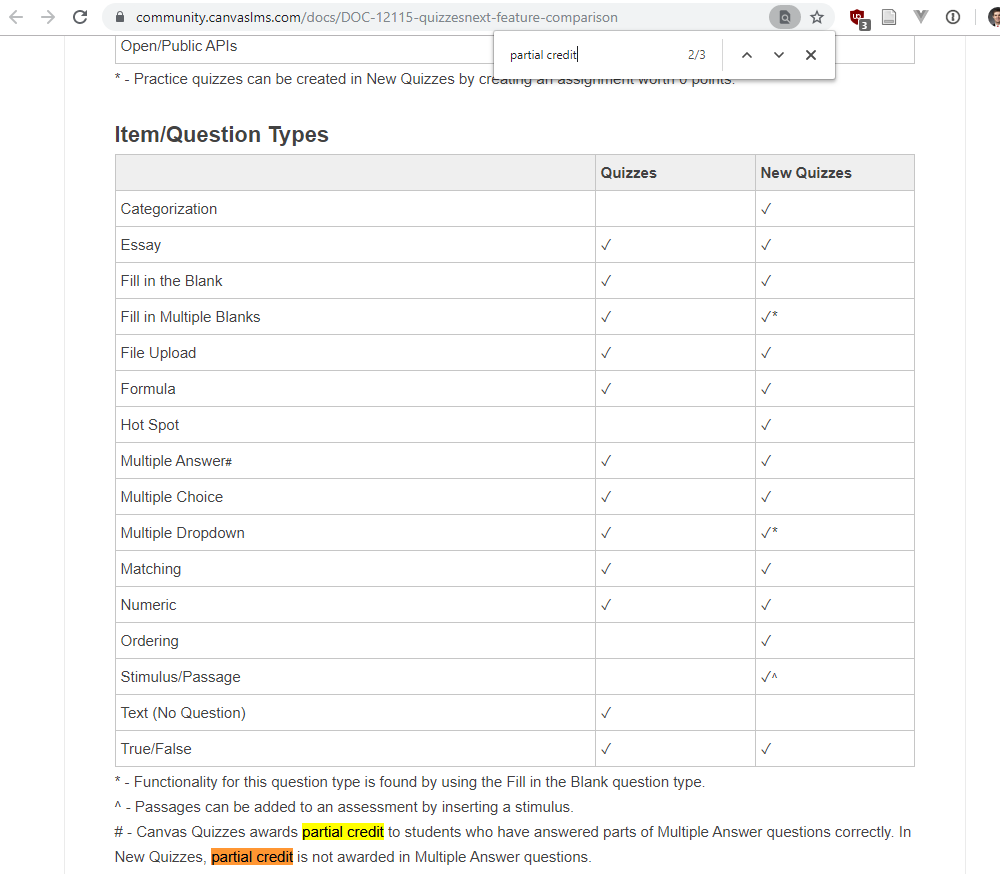 community.canvaslms.com/docs/DOC-12115-quizzesnext-feature-comparison
3
partial credit 2/3
Open/Public APIs
* - Practice quizzes can be created in New Quizzes by creating an assignment worth 0 points.
Item/Question Types
Quizzes New Quizzes
Categorization ✓
Essay ✓ ✓
Fill in the Blank ✓ ✓
Fill in Multiple Blanks ✓ ✓*
File Upload ✓ ✓
Formula ✓ ✓
Hot Spot ✓
Multiple Answer# ✓ ✓
Multiple Choice ✓ ✓
Multiple Dropdown ✓ ✓*
Matching ✓ ✓
Numeric ✓ ✓
Ordering ✓
Stimulus/Passage ✓^
Text (No Question) ✓
True/False ✓ ✓
* - Functionality for this question type is found by using the Fill in the Blank question type.
^ - Passages can be added to an assessment by inserting a stimulus.
# - Canvas Quizzes awards partial credit to students who have answered parts of Multiple Answer questions correctly. In
New Quizzes, partial credit is not awarded in Multiple Answer questions.